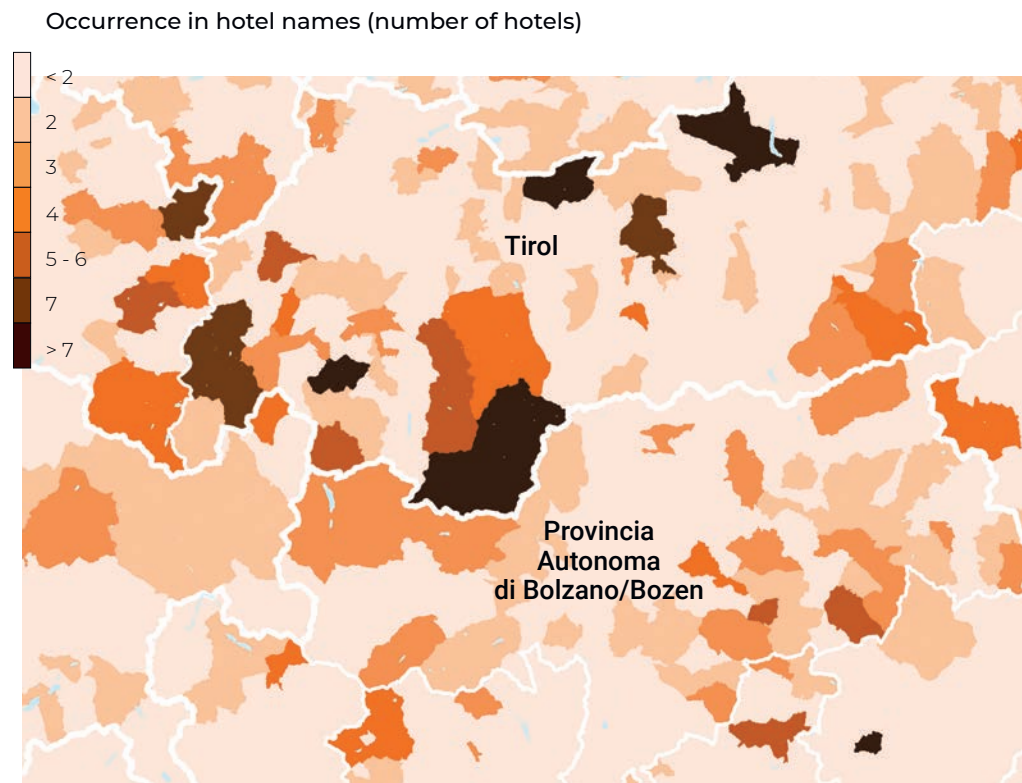 Occurrence in hotel names (number of hotels)
< 2
2
3
4
5 - 6
7
> 7
Tirol
Provincia
Autonoma
di Bolzano/Bozen